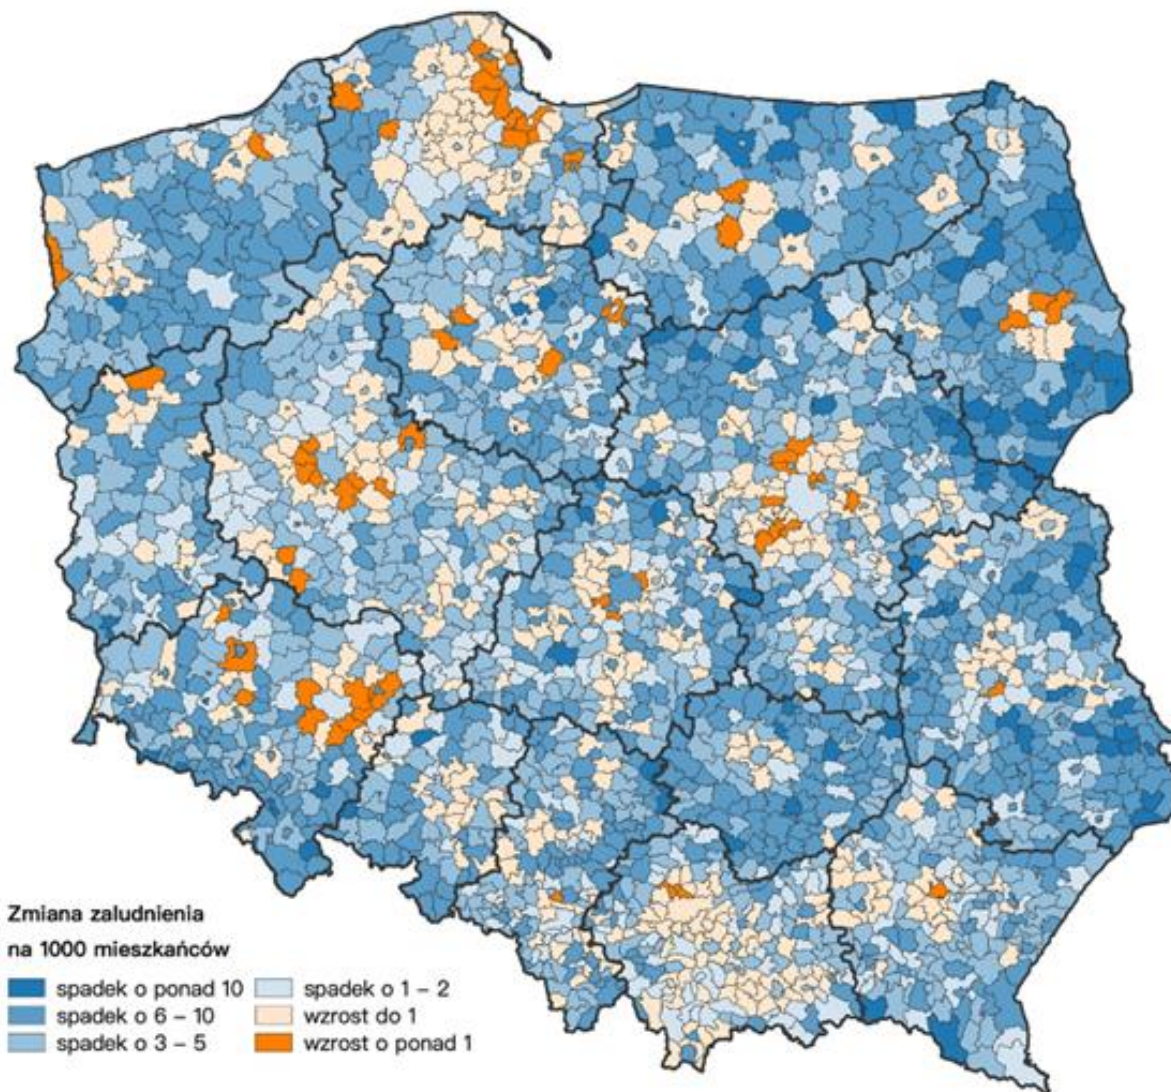 Zmiana zaludnienia
na 1000 mieszkańców
spadek o ponad 10
spadek o 6 – 10
spadek o 3 – 5
spadek o 1 – 2
wzrost do 1
wzrost o ponad 1